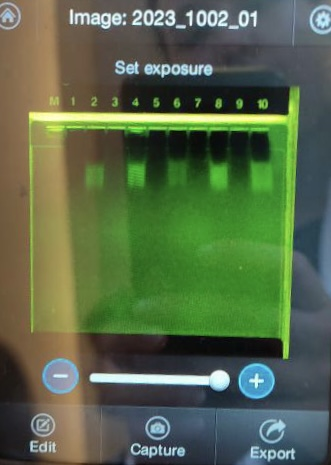 Image: 2023_1002_01
Set exposure
M 1 2 3 4 5 6 7 8 9 10
Edit
Capture
Export